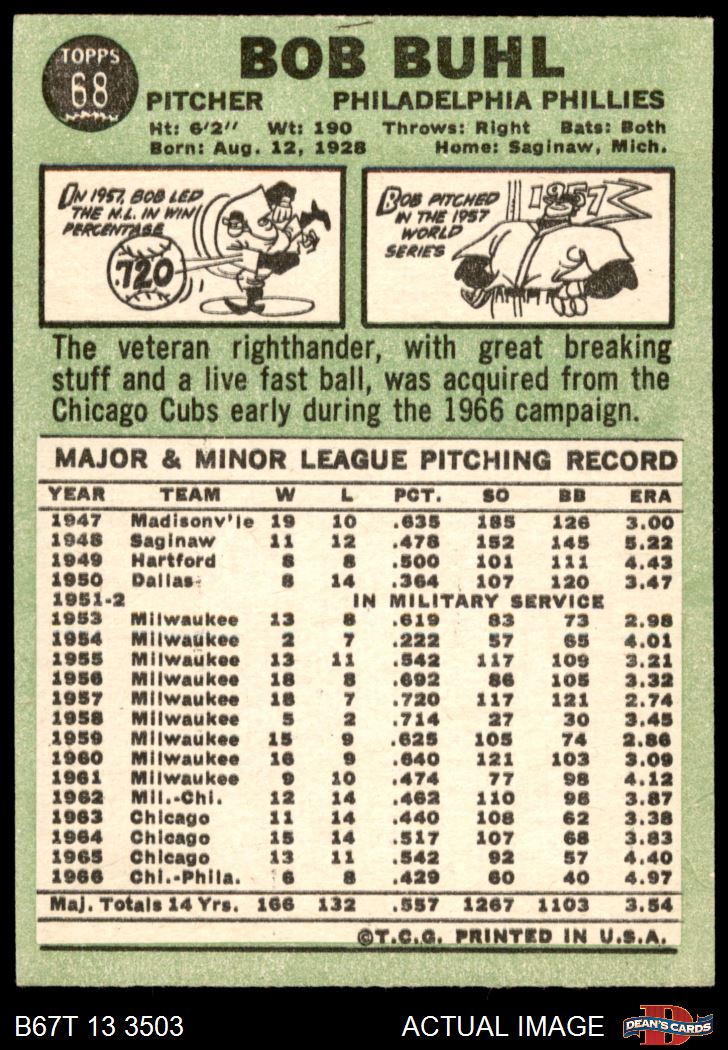 TOPPS
68
BOB BUHL
PITCHER PHILADELPHIA PHILLIES
Ht: 6'2" Wt: 190 Throws: Right Bats: Both
Born: Aug. 12, 1928 Home: Saginaw, Mich.
IN 1957, BOB LED
THE N.L. IN WIN
PERCENTAGE
.720
BOB PITCHED
IN THE 1957
WORLD
SERIES
1957
The veteran righthander, with great breaking
stuff and a live fast ball, was acquired from the
Chicago Cubs early during the 1966 campaign.
MAJOR & MINOR LEAGUE PITCHING RECORD
YEAR TEAM W L PCT. SO BB ERA
1947 Madisonv'le 19 10 .635 185 126 3.00
1948 Saginaw 11 12 .478 152 145 5.22
1949 Hartford 8 8 .500 101 111 4.43
1950 Dallas 8 14 .364 107 120 3.47
1951-2 IN MILITARY SERVICE
1953 Milwaukee 13 8 .619 83 73 2.98
1954 Milwaukee 2 7 .222 57 65 4.01
1955 Milwaukee 13 11 .542 117 109 3.21
1956 Milwaukee 18 8 .692 86 105 3.32
1957 Milwaukee 18 7 .720 117 121 2.74
1958 Milwaukee 5 2 .714 27 30 3.45
1959 Milwaukee 15 9 .625 105 74 2.86
1960 Milwaukee 16 9 .640 121 103 3.09
1961 Milwaukee 9 10 .474 77 98 4.12
1962 Mil.-Chi. 12 14 .462 110 98 3.87
1963 Chicago 11 14 .440 108 62 3.38
1964 Chicago 15 14 .517 107 68 3.83
1965 Chicago 13 11 .542 92 57 4.40
1966 Chi.-Phila. 6 8 .429 60 40 4.97
Maj. Totals 14 Yrs. 166 132 .557 1267 1103 3.54
©T.C.G. PRINTED IN U.S.A.
B67T 13 3503 ACTUAL IMAGE
D
DEAN'S CARDS